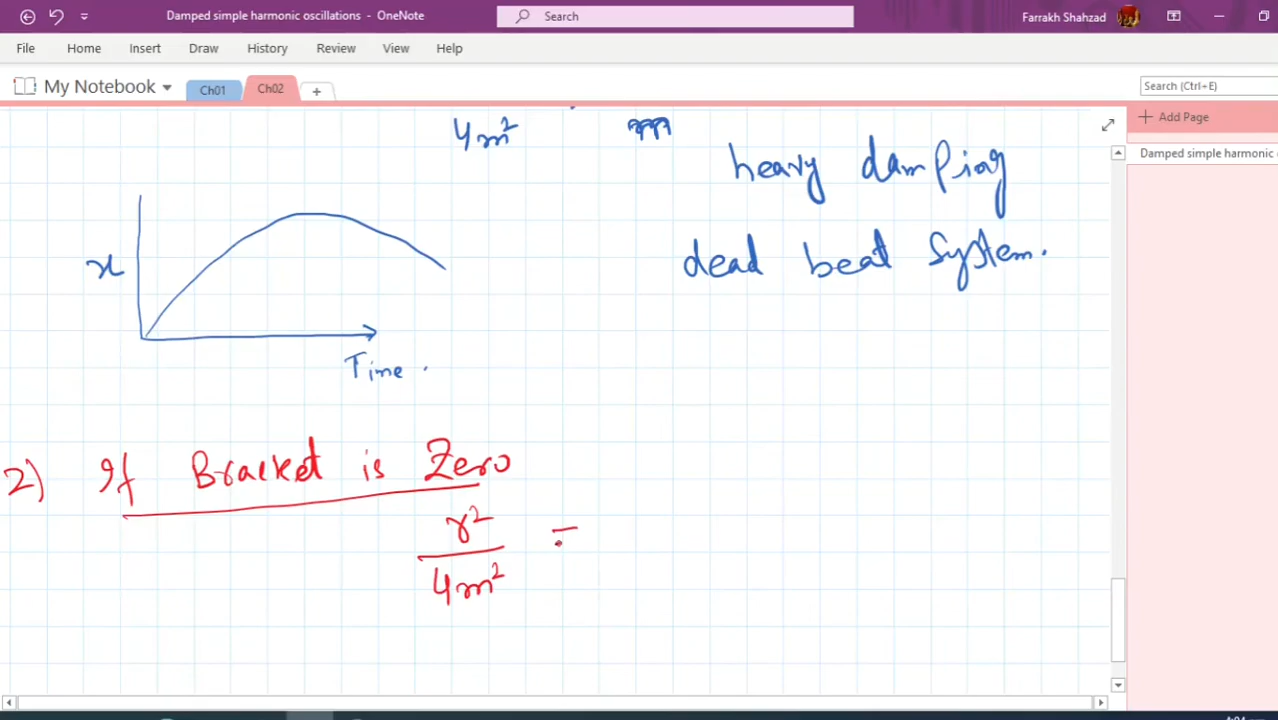 Damped simple harmonic oscillations - OneNote
Search
Farrakh Shahzad
File Home Insert Draw History Review View Help
My Notebook
Ch01
Ch02
+
Search (Ctrl+E)
Add Page
Damped simple harmonic
4m²
heavy damping
dead beat system.
x
Time.
2) If Bracket is Zero
r²
4m²
=